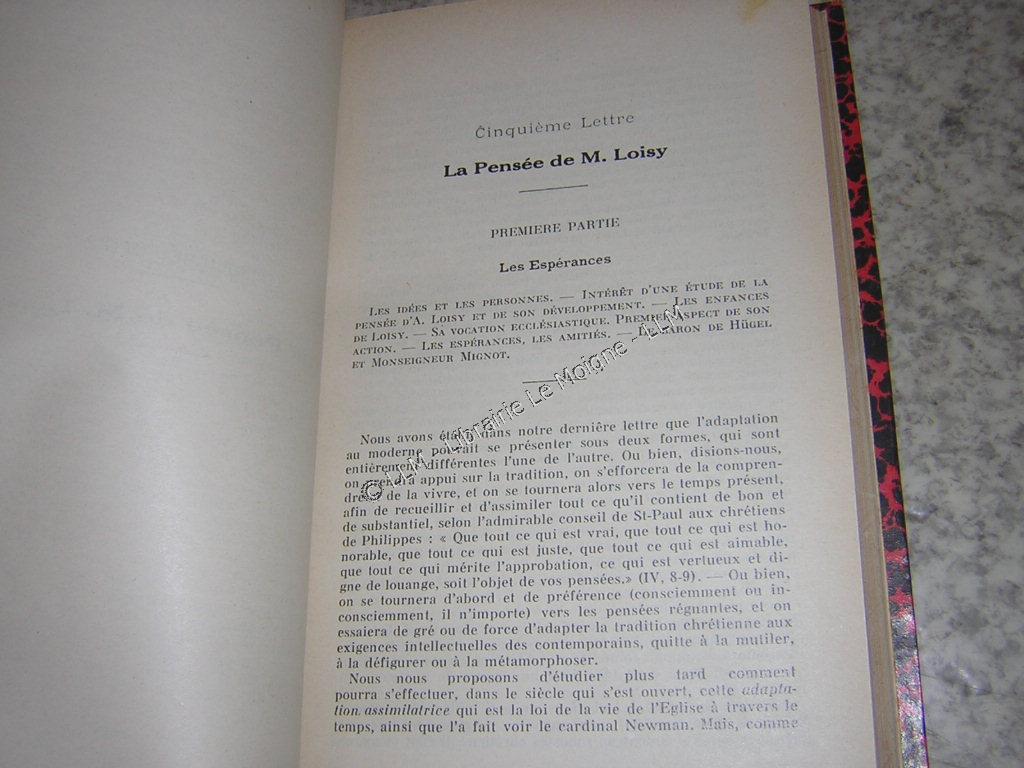 Cinquième Lettre
La Pensée de M. Loisy
PREMIERE PARTIE
Les Espérances
LES IDÉES ET LES PERSONNES. — INTÉRÊT D'UNE ÉTUDE DE LA
PENSÉE D'A. LOISY ET DE SON DÉVELOPPEMENT. — LES ENFANCES
DE LOISY. — SA VOCATION ECCLÉSIASTIQUE. PREMIER ASPECT DE SON
ACTION. — LES ESPÉRANCES, LES AMITIÉS. — LE BARON DE HÜGEL
ET MONSEIGNEUR MIGNOT.
Nous avons dans notre dernière lettre que l'adaptation
au moderne pouvait se présenter sous deux formes, qui sont
entièrement différentes l'une de l'autre. Ou bien, disions-nous,
on appui sur la tradition, on s'efforcera de la compren-
dre, de la vivre, et on se tournera alors vers le temps présent,
afin de recueillir et d'assimiler tout ce qu'il contient de bon et
de substantiel, selon l'admirable conseil de St-Paul aux chrétiens
de Philippes : « Que tout ce qui est vrai, que tout ce qui est ho-
norable, que tout ce qui est juste, que tout ce qui est aimable,
que tout ce qui mérite l'approbation, ce qui est vertueux et di-
gne de louange, soit l'objet de vos pensées.» (IV, 8-9). — Ou bien,
on se tournera d'abord et de préférence (consciemment ou in-
consciemment, il n'importe) vers les pensées régnantes, et on
essaiera de gré ou de force d'adapter la tradition chrétienne aux
exigences intellectuelles des contemporains, quitte à la mutiler,
à la défigurer ou à la métamorphoser.
Nous nous proposons d'étudier plus tard comment
pourra s'effectuer, dans le siècle qui s'est ouvert, cette adapta-
tion assimilatrice qui est la loi de la vie de l'Eglise à travers le
temps, ainsi que l'a fait voir le cardinal Newman. Mais, comme
© LLM - Librairie Le Moigne - LLM